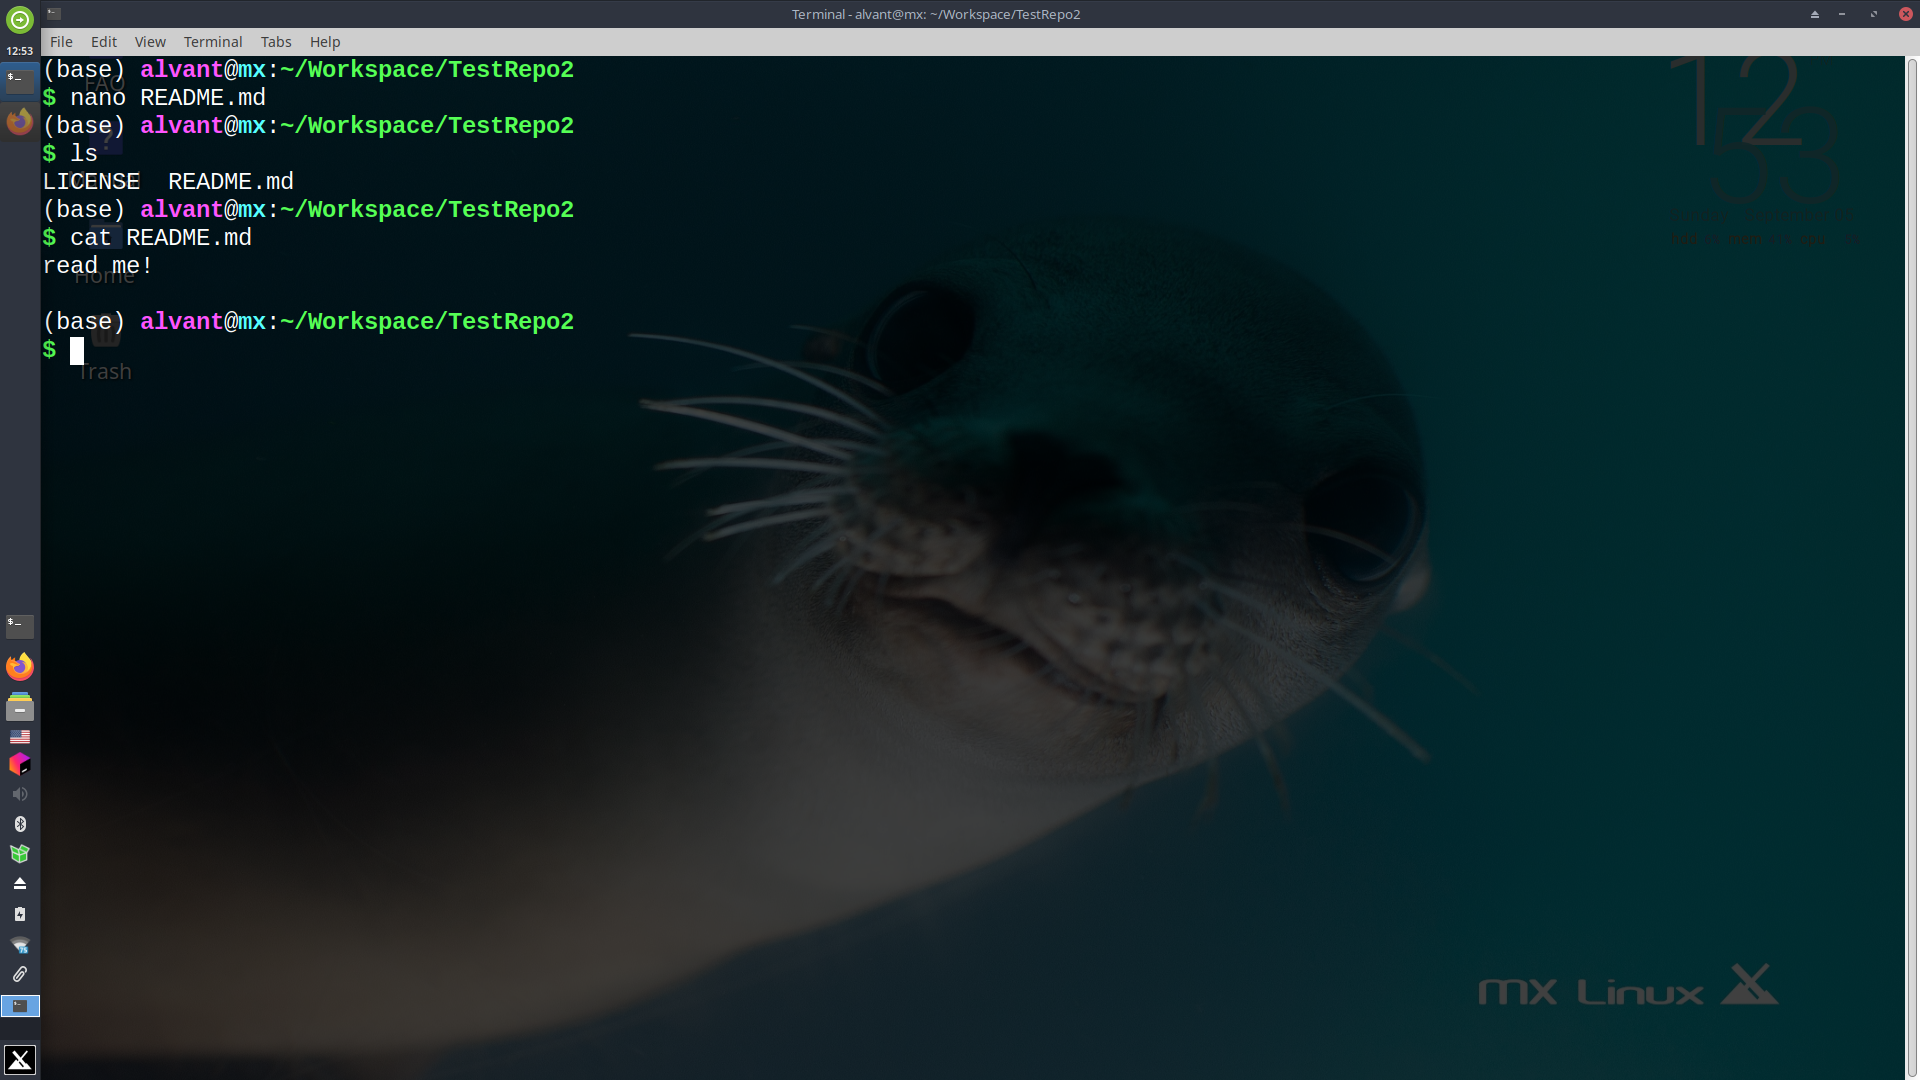 Terminal - alvant@mx: ~/Workspace/TestRepo2
12:53
File Edit View Terminal Tabs Help
(base) alvant@mx:~/Workspace/TestRepo2
FAQ
$ nano README.md
(base) alvant@mx:~/Workspace/TestRepo2
$ ls
LICENSE  README.md
(base) alvant@mx:~/Workspace/TestRepo2
$ cat README.md
read me!
Home
(base) alvant@mx:~/Workspace/TestRepo2
$
Trash
12
53
75
mx Linux